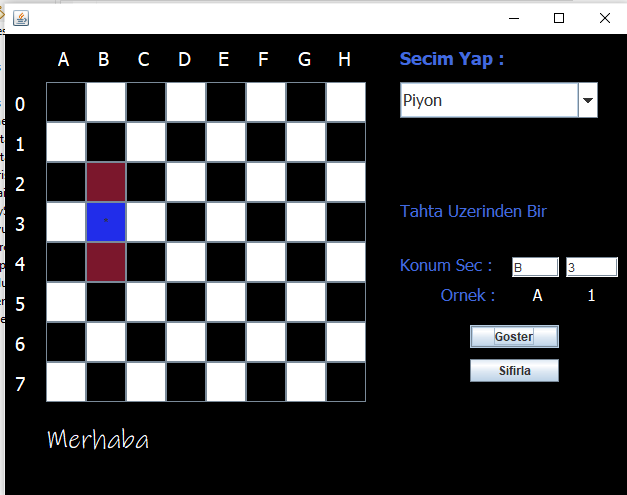 A B C D E F G H
Secim Yap :
0
Piyon
1
2
Tahta Uzerinden Bir
3
4
Konum Sec : B 3
Ornek : A 1
5
Goster
6
Sifirla
7
Merhaba